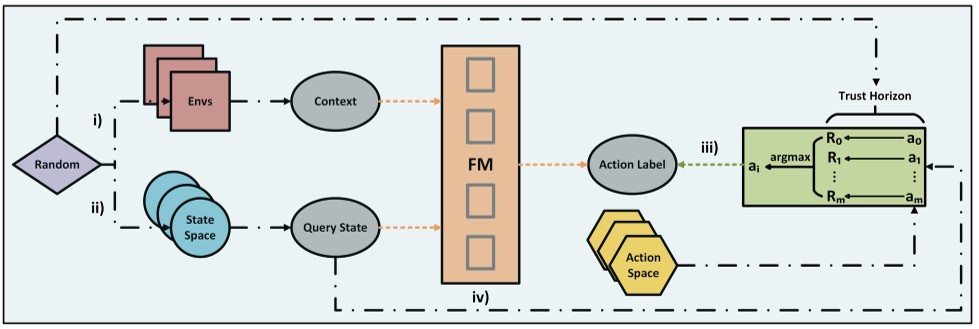 Trust Horizon
i)
Envs
Context
R₀ a₀
argmax
R₁ a₁
⋮ ⋮
Rₘ aₘ
aᵢ
iii)
Random
FM
Action Label
ii)
State
Space
Query State
Action
Space
iv)